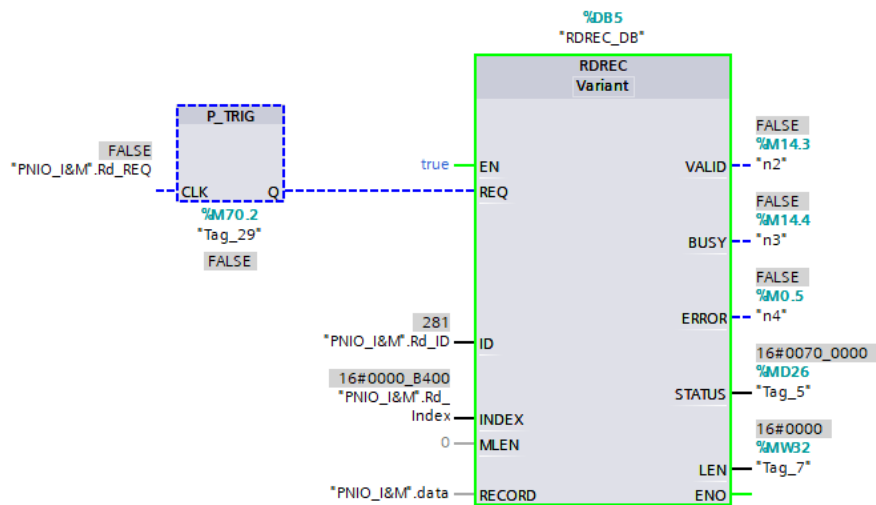 %DB5
"RDREC_DB"
RDREC
Variant
P_TRIG
FALSE
"PNIO_I&M".Rd_REQ
CLK Q
%M70.2
"Tag_29"
FALSE
true EN
REQ
VALID
FALSE
%M14.3
"n2"
BUSY
FALSE
%M14.4
"n3"
ERROR
FALSE
%M0.5
"n4"
281
"PNIO_I&M".Rd_ID ID
16#0000_B400
"PNIO_I&M".Rd_
Index INDEX
0 MLEN
STATUS
16#0070_0000
%MD26
"Tag_5"
LEN
16#0000
%MW32
"Tag_7"
"PNIO_I&M".data RECORD
ENO